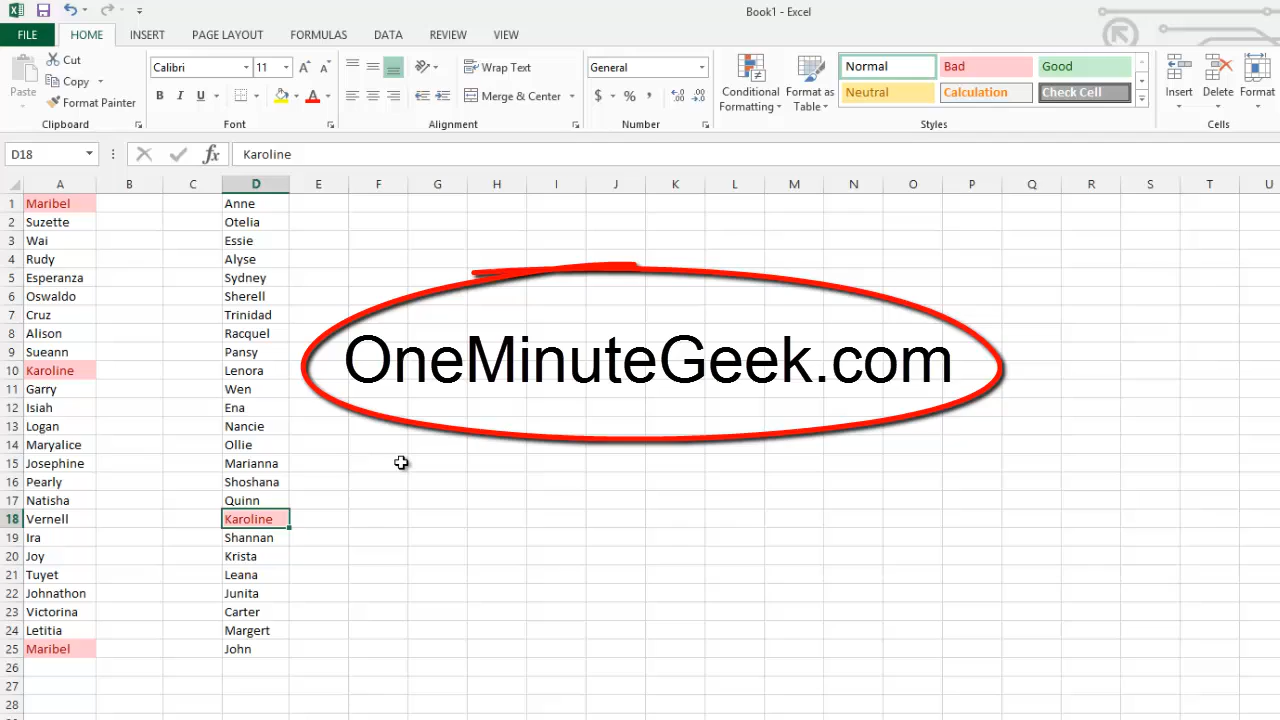 Book1 - Excel
FILE HOME INSERT PAGE LAYOUT FORMULAS DATA REVIEW VIEW
Paste
Cut
Copy
Format Painter
Clipboard
Calibri 11
B I U
Font
Wrap Text
Merge & Center
Alignment
General
$ % ,
Number
Conditional Formatting
Format as Table
Normal Bad Good
Neutral Calculation Check Cell
Styles
Insert Delete Format
Cells
D18 fx Karoline
A B C D E F G H I J K L M N O P Q R S T U
1 Maribel Anne
2 Suzette Otelia
3 Wai Essie
4 Rudy Alyse
5 Esperanza Sydney
6 Oswaldo Sherell
7 Cruz Trinidad
8 Alison Racquel
9 Sueann Pansy
10 Karoline Lenora
11 Garry Wen
12 Isiah Ena
13 Logan Nancie
14 Maryalice Ollie
15 Josephine Marianna
16 Pearly Shoshana
17 Natisha Quinn
18 Vernell Karoline
19 Ira Shannan
20 Joy Krista
21 Tuyet Leana
22 Johnathon Junita
23 Victorina Carter
24 Letitia Margert
25 Maribel John
26
27
28
OneMinuteGeek.com